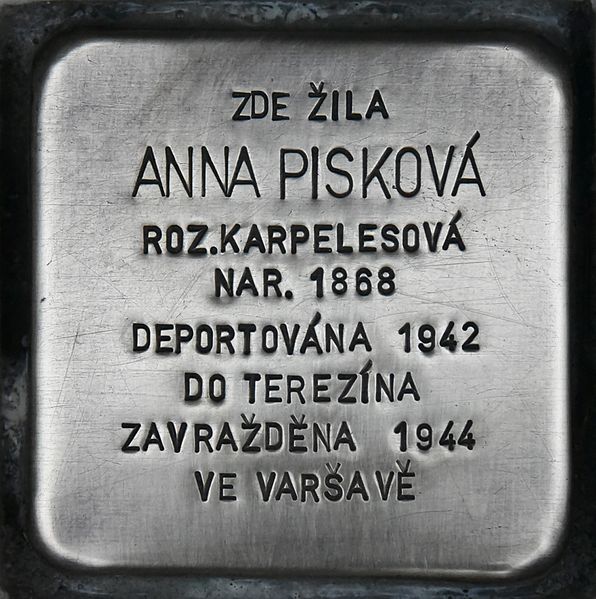 ZDE ŽILA
ANNA PISKOVÁ
ROZ.KARPELESOVÁ
NAR. 1868
DEPORTOVÁNA 1942
DO TEREZÍNA
ZAVRAŽDĚNA 1944
VE VARŠAVĚ